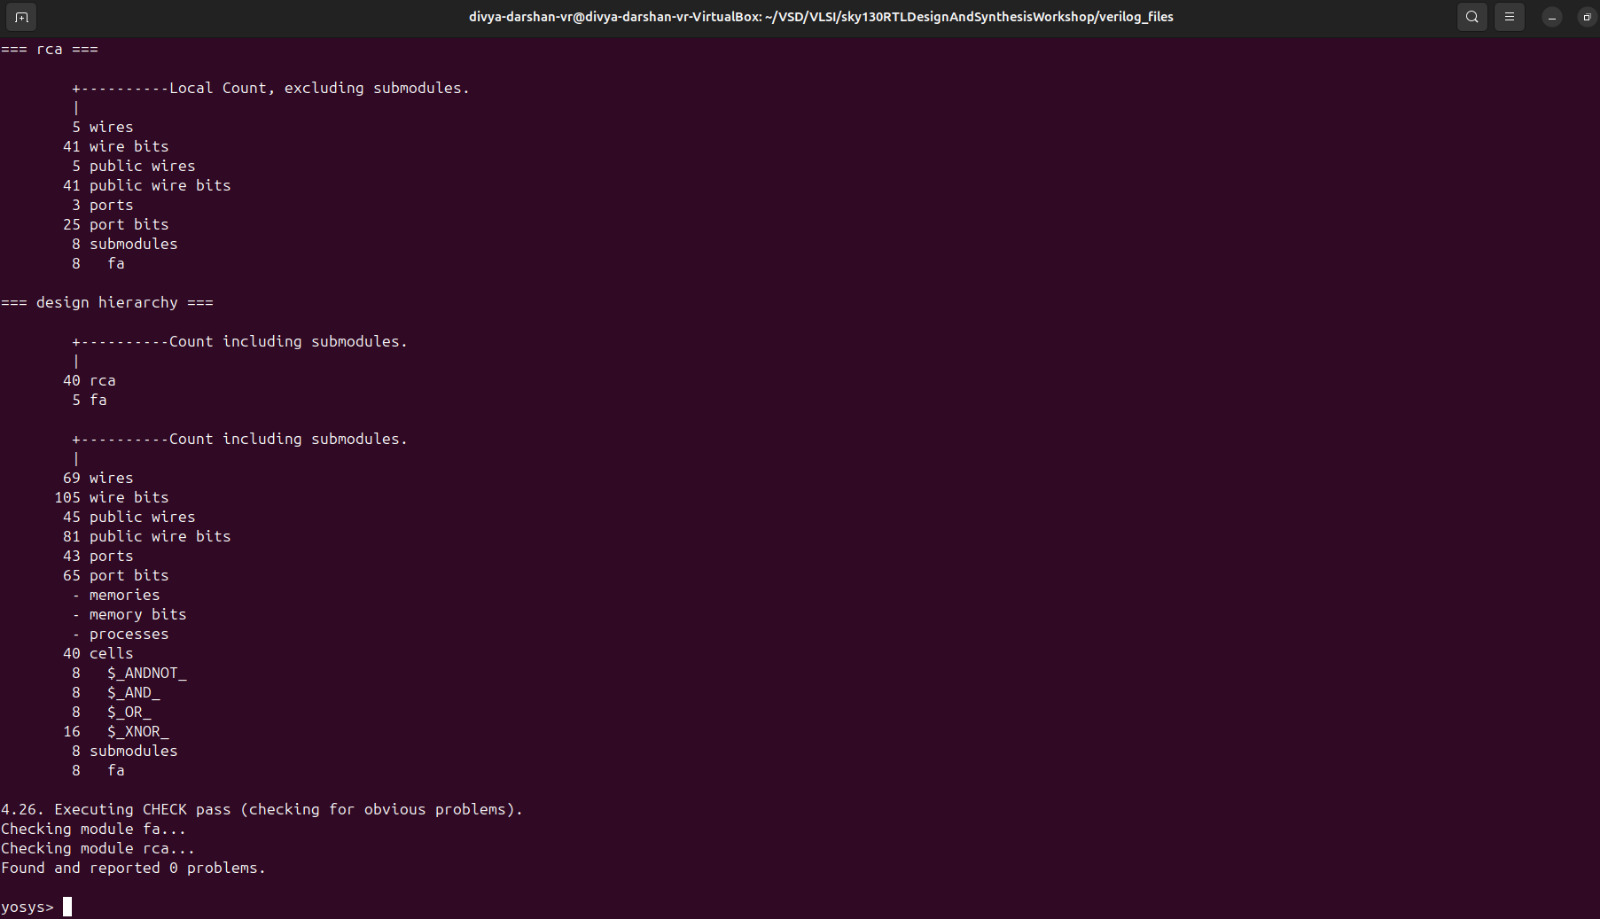 divya-darshan-vr@divya-darshan-vr-VirtualBox: ~/VSD/VLSI/sky130RTLDesignAndSynthesisWorkshop/verilog_files
=== rca ===
+----------Local Count, excluding submodules.
|
5 wires
41 wire bits
5 public wires
41 public wire bits
3 ports
25 port bits
8 submodules
8   fa
=== design hierarchy ===
+----------Count including submodules.
|
40 rca
5 fa
+----------Count including submodules.
|
69 wires
105 wire bits
45 public wires
81 public wire bits
43 ports
65 port bits
- memories
- memory bits
- processes
40 cells
8   $_ANDNOT_
8   $_AND_
8   $_OR_
16   $_XNOR_
8 submodules
8   fa
4.26. Executing CHECK pass (checking for obvious problems).
Checking module fa...
Checking module rca...
Found and reported 0 problems.
yosys>